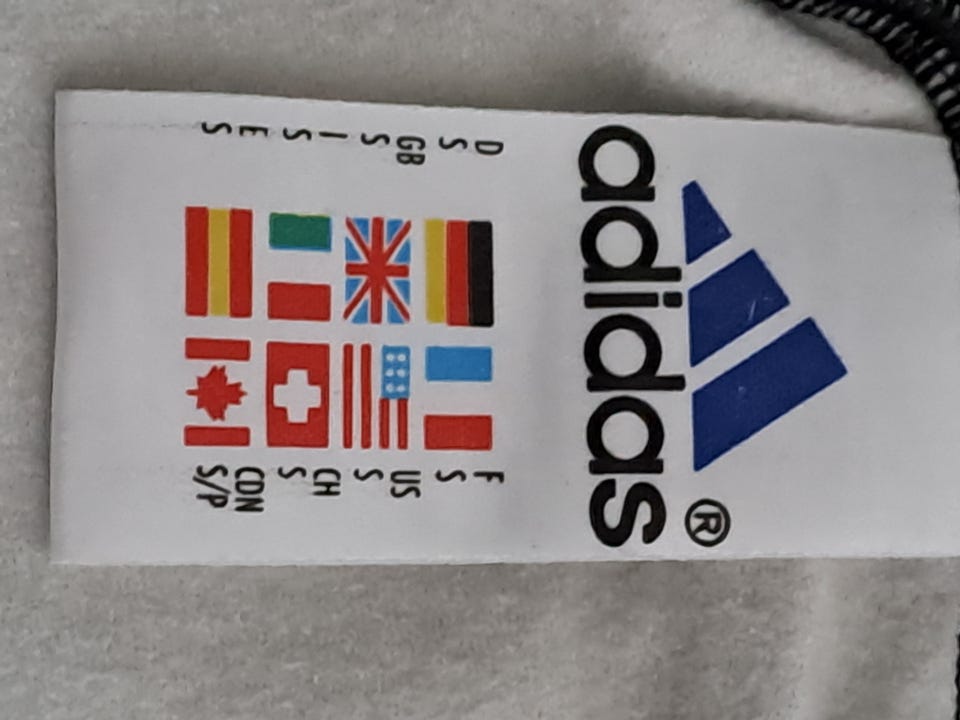 adidas®
D F
S S
GB US
S S
I CH
S S
E CDN
S S/P